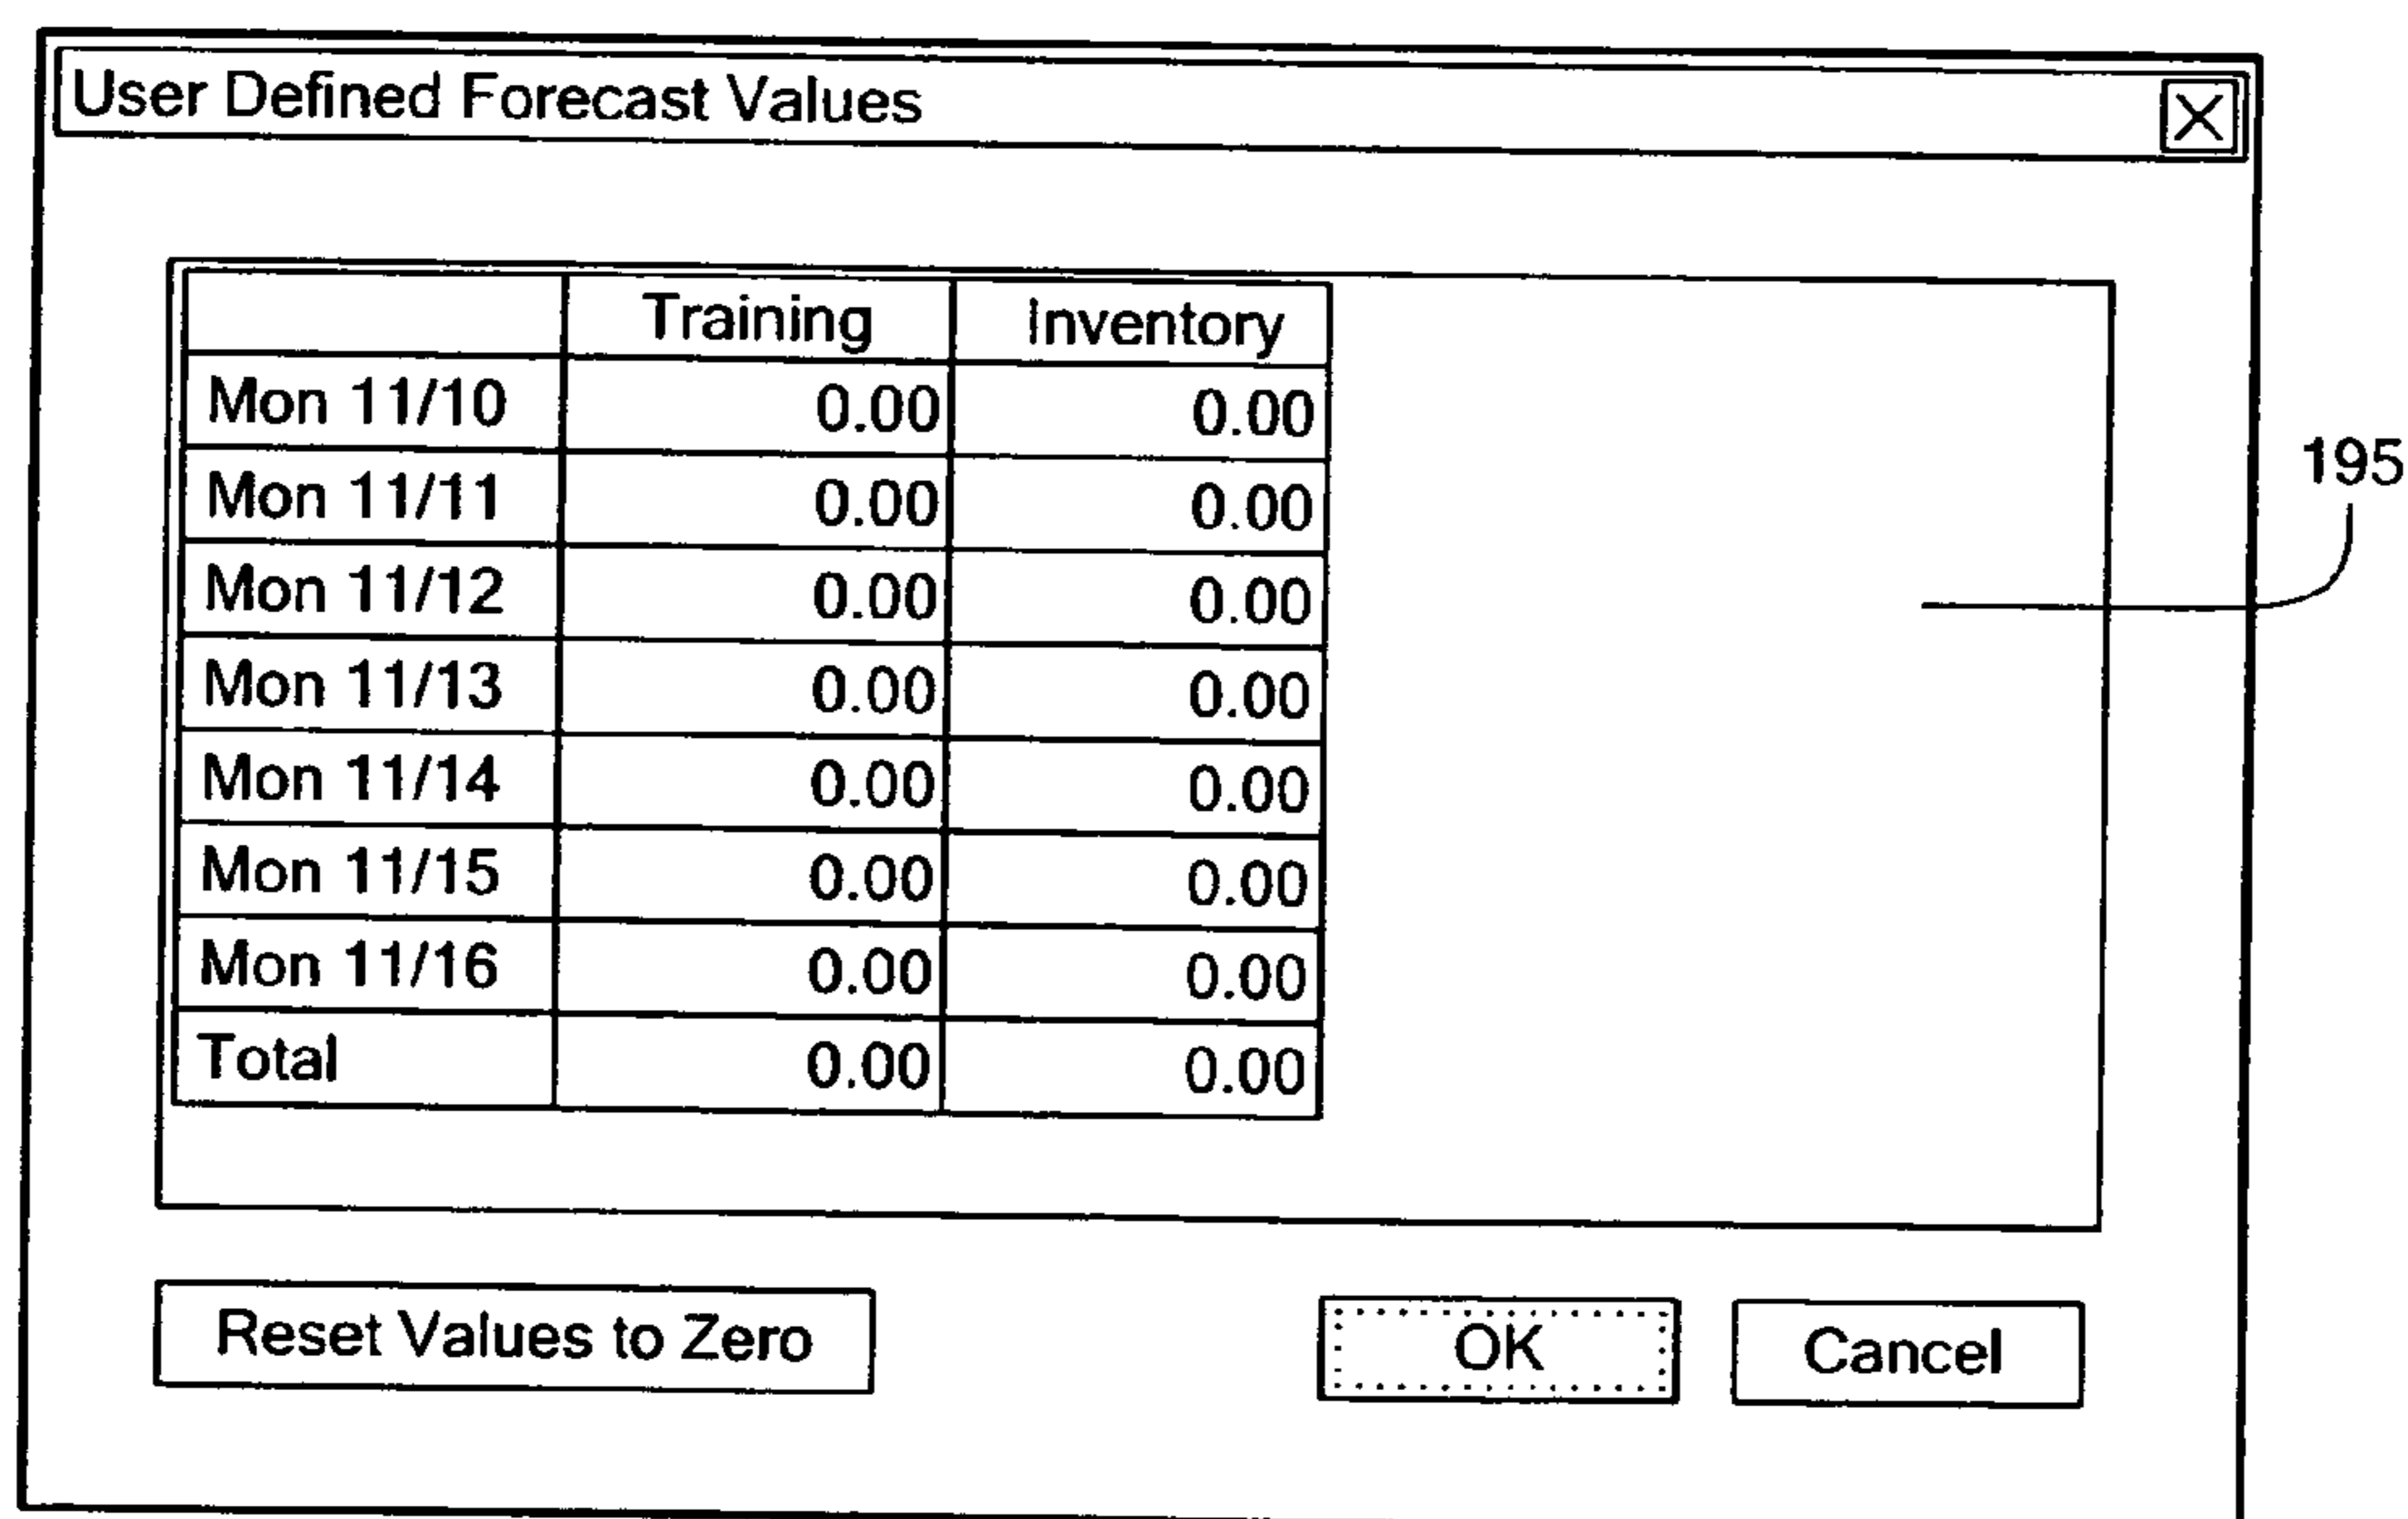 User Defined Forecast Values
Training Inventory
Mon 11/10 0.00 0.00
Mon 11/11 0.00 0.00
Mon 11/12 0.00 0.00
Mon 11/13 0.00 0.00
Mon 11/14 0.00 0.00
Mon 11/15 0.00 0.00
Mon 11/16 0.00 0.00
Total 0.00 0.00
195
Reset Values to Zero OK Cancel